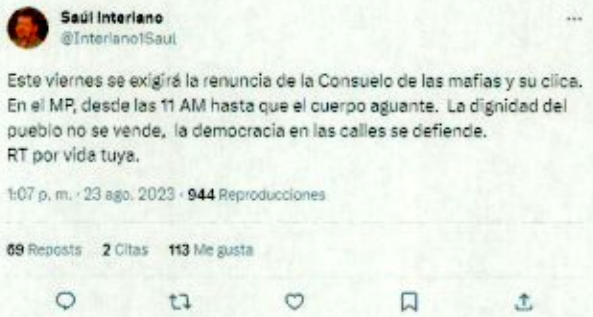 Saúl Interiano
@Interiano1Saul
Este viernes se exigirá la renuncia de la Consuelo de las mafias y su clica.
En el MP, desde las 11 AM hasta que el cuerpo aguante. La dignidad del
pueblo no se vende, la democracia en las calles se defiende.
RT por vida tuya.
1:07 p. m. · 23 ago. 2023 · 944 Reproducciones
69 Reposts 2 Citas 113 Me gusta